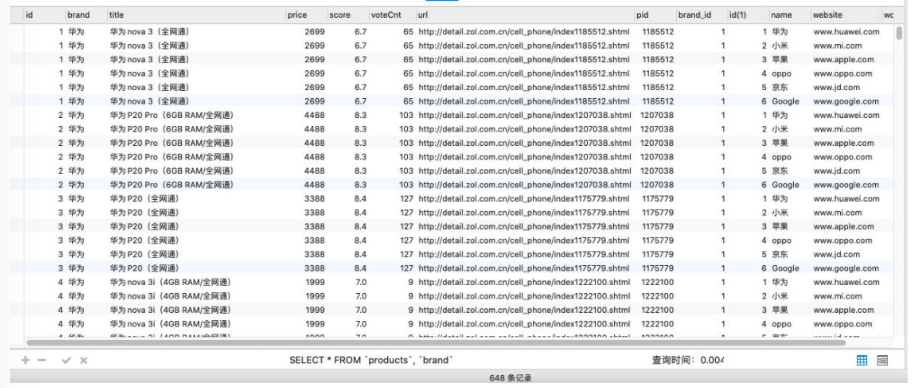 id brand title price score voteCnt url pid brand_id id(1) name website
1 华为 华为 nova 3（全网通） 2699 6.7 65 http://detail.zol.com.cn/cell_phone/index1185512.shtml 1185512 1 1 华为 www.huawei.com
1 华为 华为 nova 3（全网通） 2699 6.7 65 http://detail.zol.com.cn/cell_phone/index1185512.shtml 1185512 1 2 小米 www.mi.com
1 华为 华为 nova 3（全网通） 2699 6.7 65 http://detail.zol.com.cn/cell_phone/index1185512.shtml 1185512 1 3 苹果 www.apple.com
1 华为 华为 nova 3（全网通） 2699 6.7 65 http://detail.zol.com.cn/cell_phone/index1185512.shtml 1185512 1 4 oppo www.oppo.com
1 华为 华为 nova 3（全网通） 2699 6.7 65 http://detail.zol.com.cn/cell_phone/index1185512.shtml 1185512 1 5 京东 www.jd.com
1 华为 华为 nova 3（全网通） 2699 6.7 65 http://detail.zol.com.cn/cell_phone/index1185512.shtml 1185512 1 6 Google www.google.com
2 华为 华为 P20 Pro（6GB RAM/全网通） 4488 8.3 103 http://detail.zol.com.cn/cell_phone/index1207038.shtml 1207038 1 1 华为 www.huawei.com
2 华为 华为 P20 Pro（6GB RAM/全网通） 4488 8.3 103 http://detail.zol.com.cn/cell_phone/index1207038.shtml 1207038 1 2 小米 www.mi.com
2 华为 华为 P20 Pro（6GB RAM/全网通） 4488 8.3 103 http://detail.zol.com.cn/cell_phone/index1207038.shtml 1207038 1 3 苹果 www.apple.com
2 华为 华为 P20 Pro（6GB RAM/全网通） 4488 8.3 103 http://detail.zol.com.cn/cell_phone/index1207038.shtml 1207038 1 4 oppo www.oppo.com
2 华为 华为 P20 Pro（6GB RAM/全网通） 4488 8.3 103 http://detail.zol.com.cn/cell_phone/index1207038.shtml 1207038 1 5 京东 www.jd.com
2 华为 华为 P20 Pro（6GB RAM/全网通） 4488 8.3 103 http://detail.zol.com.cn/cell_phone/index1207038.shtml 1207038 1 6 Google www.google.com
3 华为 华为 P20（全网通） 3388 8.4 127 http://detail.zol.com.cn/cell_phone/index1175779.shtml 1175779 1 1 华为 www.huawei.com
3 华为 华为 P20（全网通） 3388 8.4 127 http://detail.zol.com.cn/cell_phone/index1175779.shtml 1175779 1 2 小米 www.mi.com
3 华为 华为 P20（全网通） 3388 8.4 127 http://detail.zol.com.cn/cell_phone/index1175779.shtml 1175779 1 3 苹果 www.apple.com
3 华为 华为 P20（全网通） 3388 8.4 127 http://detail.zol.com.cn/cell_phone/index1175779.shtml 1175779 1 4 oppo www.oppo.com
3 华为 华为 P20（全网通） 3388 8.4 127 http://detail.zol.com.cn/cell_phone/index1175779.shtml 1175779 1 5 京东 www.jd.com
3 华为 华为 P20（全网通） 3388 8.4 127 http://detail.zol.com.cn/cell_phone/index1175779.shtml 1175779 1 6 Google www.google.com
4 华为 华为 nova 3i（4GB RAM/全网通） 1999 7.0 9 http://detail.zol.com.cn/cell_phone/index1222100.shtml 1222100 1 1 华为 www.huawei.com
4 华为 华为 nova 3i（4GB RAM/全网通） 1999 7.0 9 http://detail.zol.com.cn/cell_phone/index1222100.shtml 1222100 1 2 小米 www.mi.com
4 华为 华为 nova 3i（4GB RAM/全网通） 1999 7.0 9 http://detail.zol.com.cn/cell_phone/index1222100.shtml 1222100 1 3 苹果 www.apple.com
4 华为 华为 nova 3i（4GB RAM/全网通） 1999 7.0 9 http://detail.zol.com.cn/cell_phone/index1222100.shtml 1222100 1 4 oppo www.oppo.com
SELECT * FROM `products`, `brand` 查询时间：0.004
648 条记录